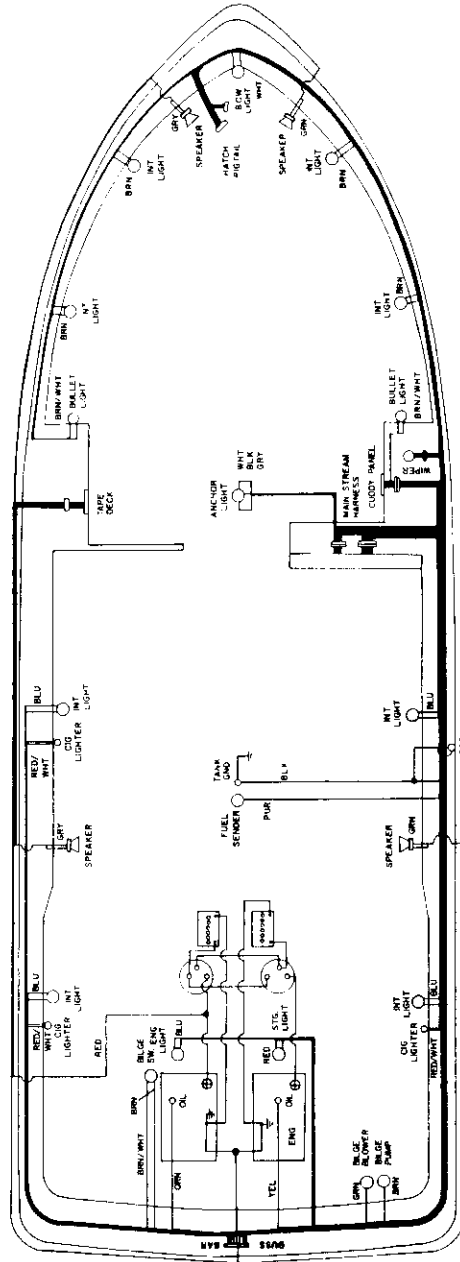 BOW
LIGHT
WHT
GRY
SPEAKER
HATCH
PIGTAIL
SPEAKER
GRN
BRN
INT
LIGHT
INT
LIGHT
BRN
BRN
INT
LIGHT
INT
LIGHT
BRN
BRN/WHT
BULLET
LIGHT
BULLET
LIGHT
BRN/WHT
TAPE
DECK
ANCHOR
LIGHT
WHT
BLK
GRY
MAIN STREAM
HARNESS
CUDDY PANEL
WIPER
BLU
INT
LIGHT
RED/
WHT
CIG
LIGHTER
INT
LIGHT
BLU
TANK
GND
BLK
FUEL
SENDER
PUR
GRY
SPEAKER
SPEAKER
GRN
BLU
INT
LIGHT
RED/
WHT
CIG
LIGHTER
RED
INT
LIGHT
BLU
CIG
LIGHTER
RED/WHT
BILGE
SW.
ENG LIGHT
BLU
STG.
LIGHT
RED
BRN
BRN/WHT
OIL
GRN
OIL
ENG
YEL
BILGE
BLOWER
GRN
BILGE
PUMP
BRN
BUSS
BAR